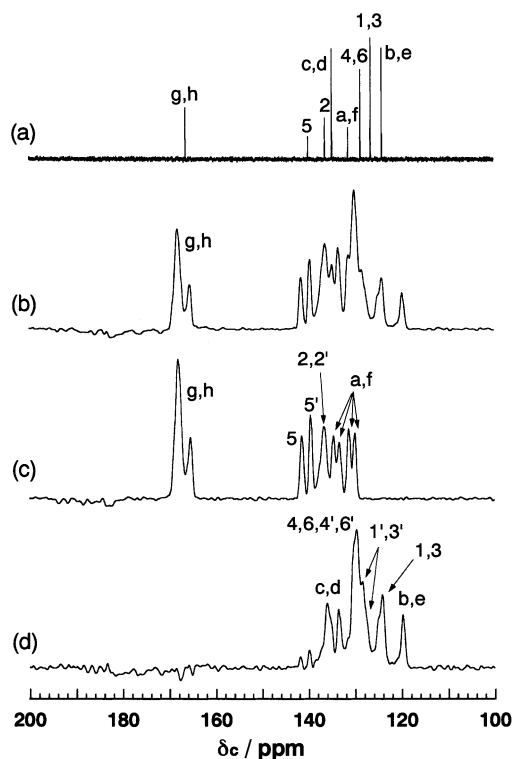 1,3
c,d
4,6
b,e
g,h
2
5
a,f
(a)
g,h
(b)
2,2'
a,f
g,h
5'
5
(c)
4,6,4',6'
1',3'
1,3
c,d
b,e
(d)
200 180 160 140 120 100
δc / ppm